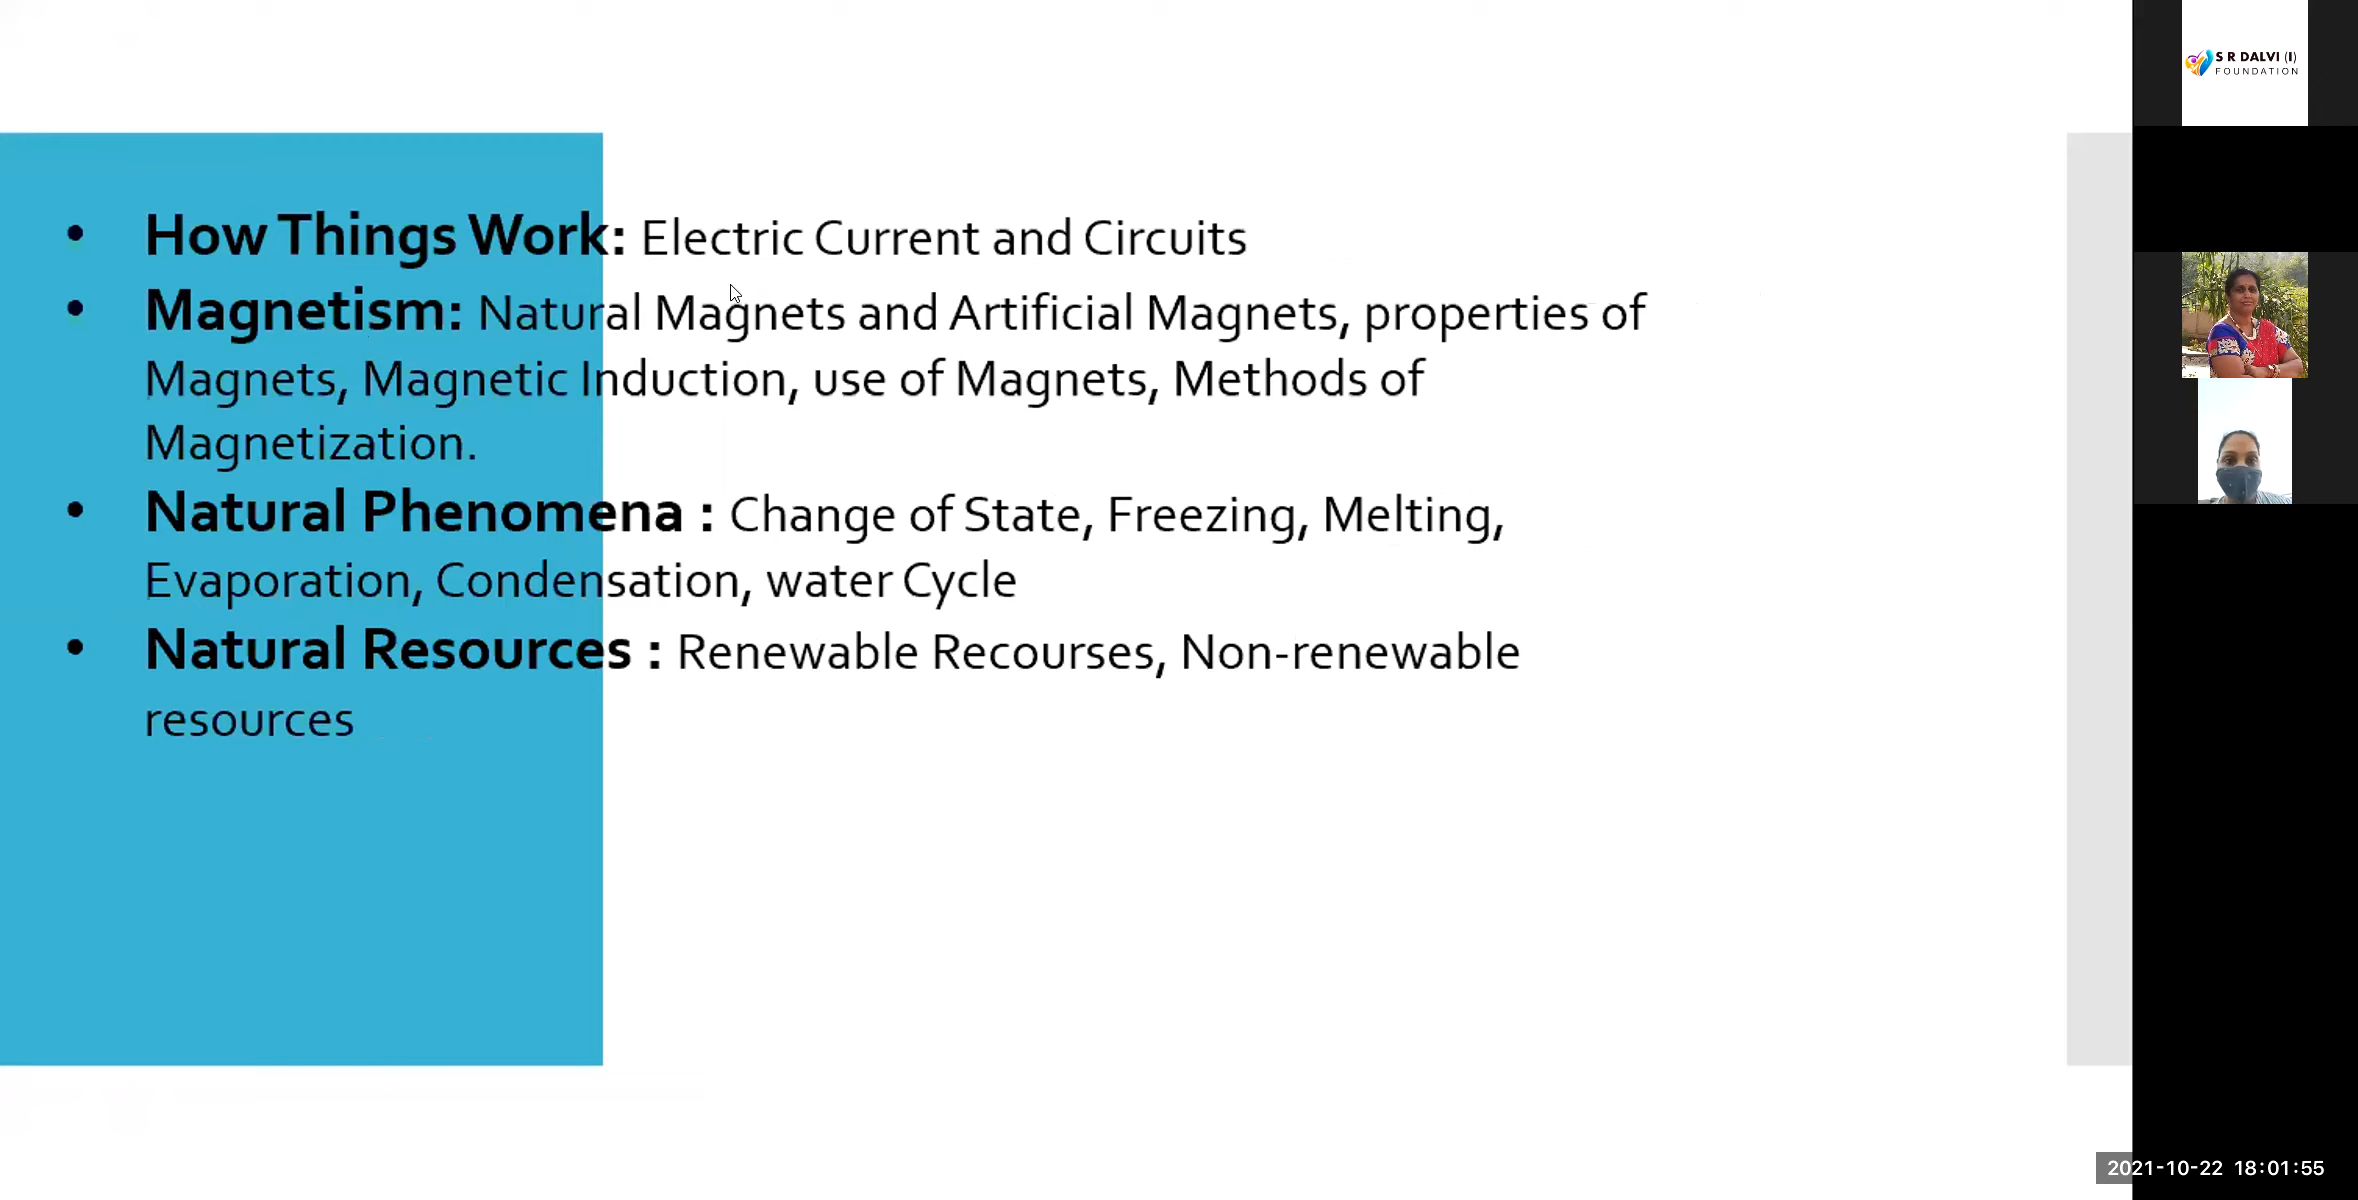 • How Things Work: Electric Current and Circuits
• Magnetism: Natural Magnets and Artificial Magnets, properties of
Magnets, Magnetic Induction, use of Magnets, Methods of
Magnetization.
• Natural Phenomena : Change of State, Freezing, Melting,
Evaporation, Condensation, water Cycle
• Natural Resources : Renewable Recourses, Non-renewable
resources
S R DALVI (I)
FOUNDATION
2021-10-22 18:01:55